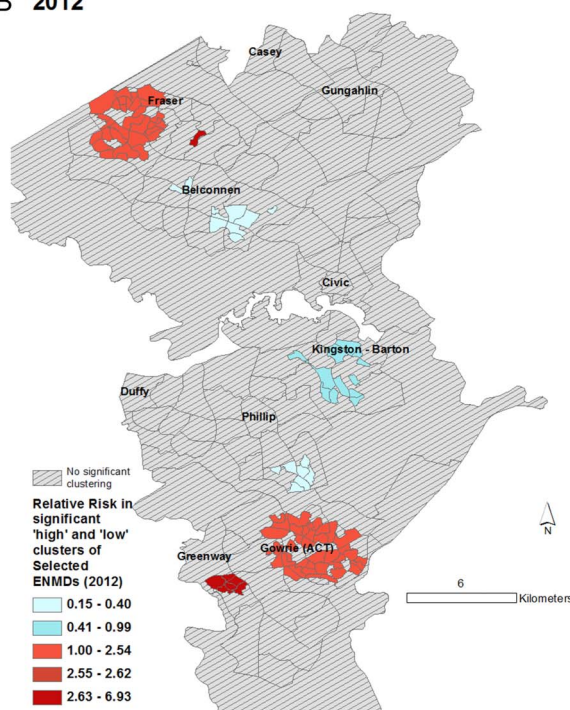 B 2012
Casey
Gungahlin
Fraser
Belconnen
Civic
Kingston - Barton
Duffy
Phillip
Gowrie (ACT)
Greenway
No significant
clustering
Relative Risk in
significant
'high' and 'low'
clusters of
Selected
ENMDs (2012)
0.15 - 0.40
0.41 - 0.99
1.00 - 2.54
2.55 - 2.62
2.63 - 6.93
N
6
Kilometers